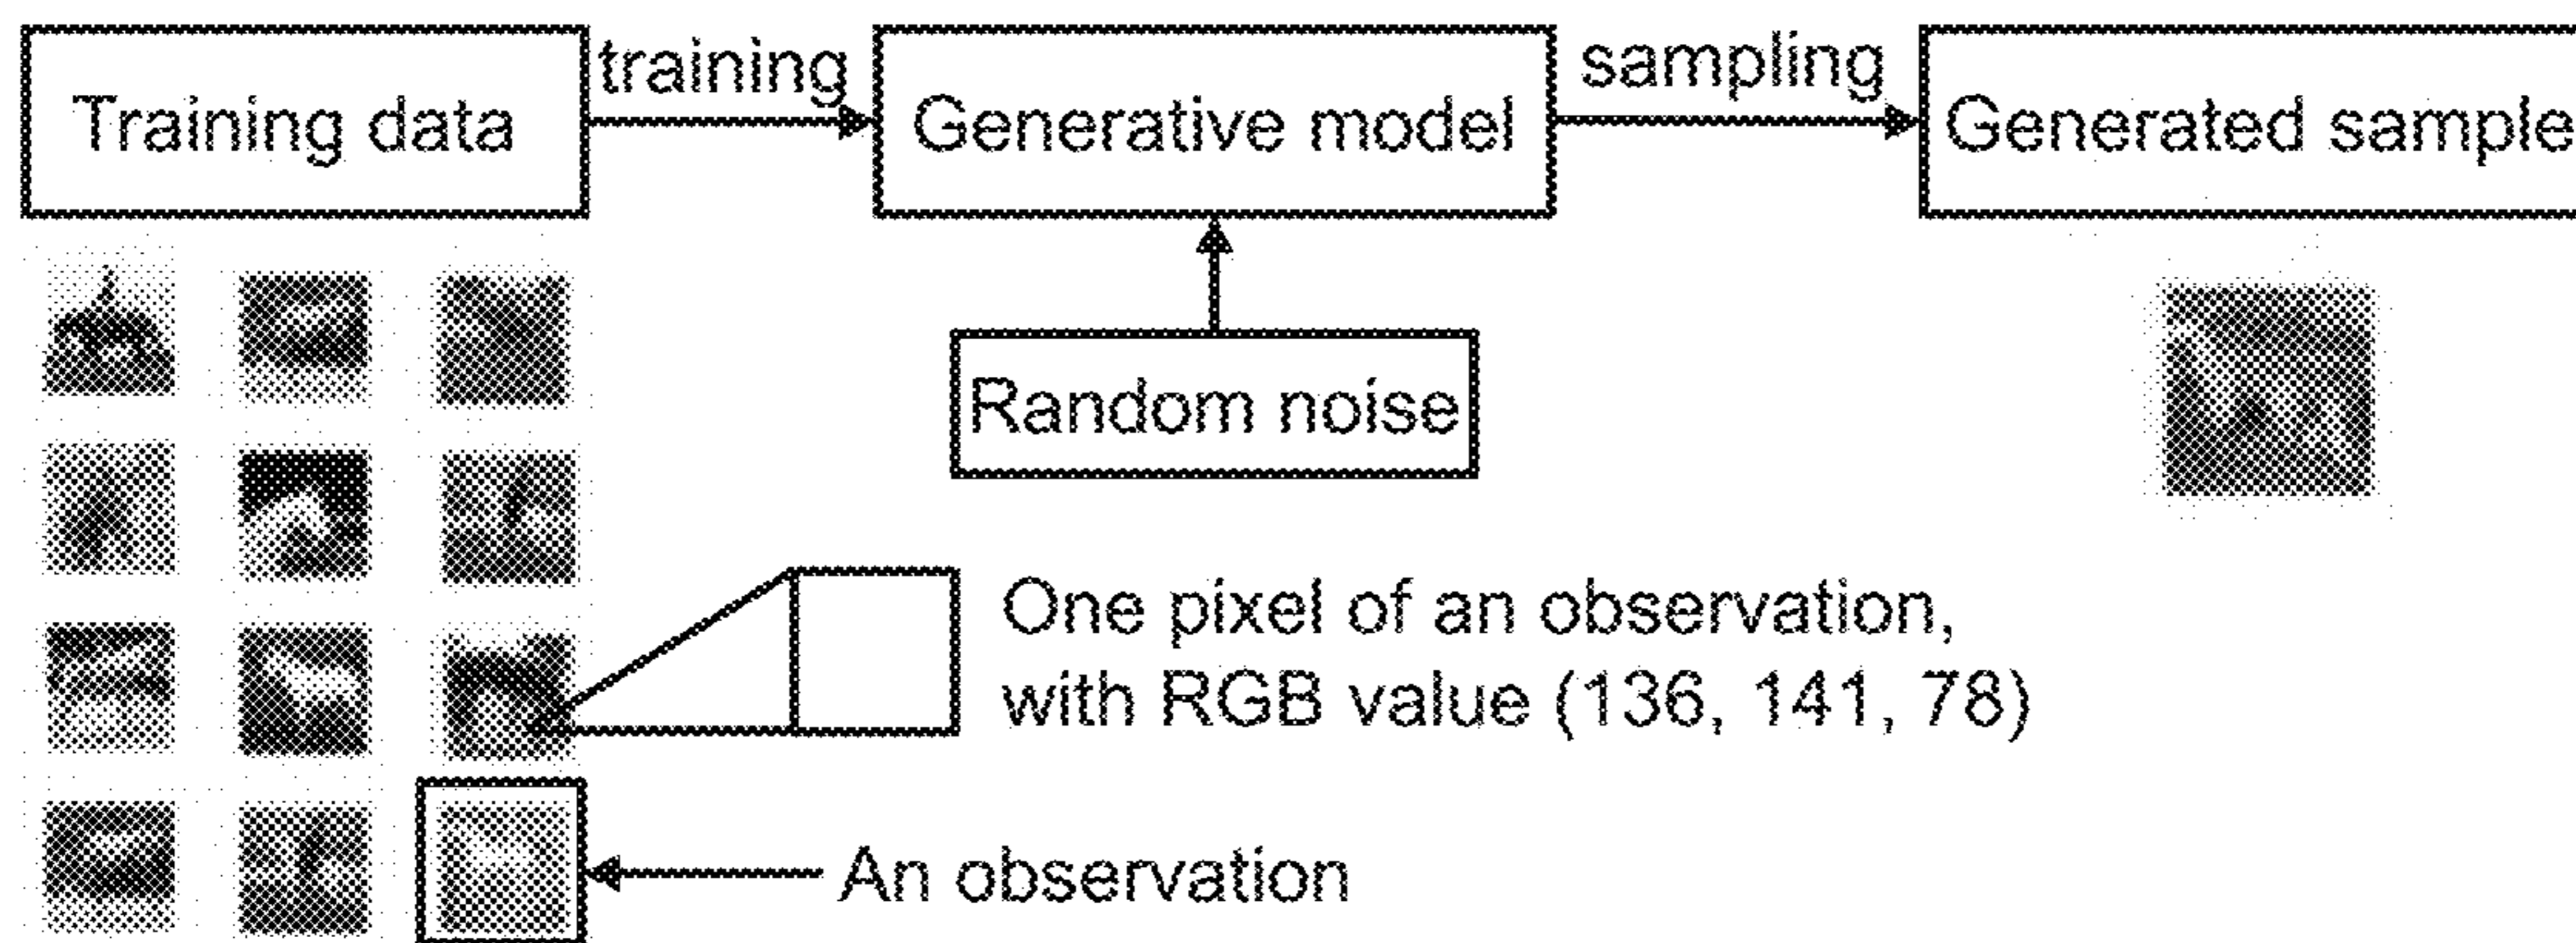 Training data
training
Generative model
sampling
Generated sample
Random noise
One pixel of an observation,
with RGB value (136, 141, 78)
An observation